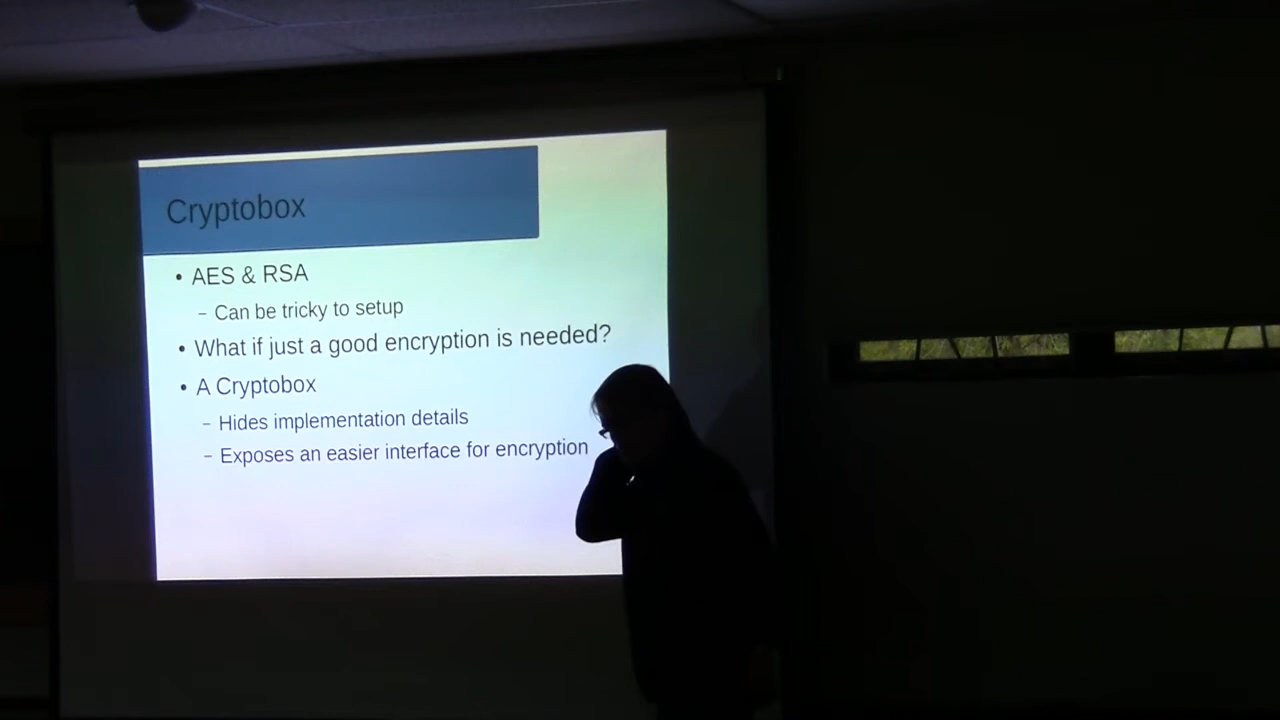 Cryptobox
• AES & RSA
– Can be tricky to setup
• What if just a good encryption is needed?
• A Cryptobox
– Hides implementation details
– Exposes an easier interface for encryption